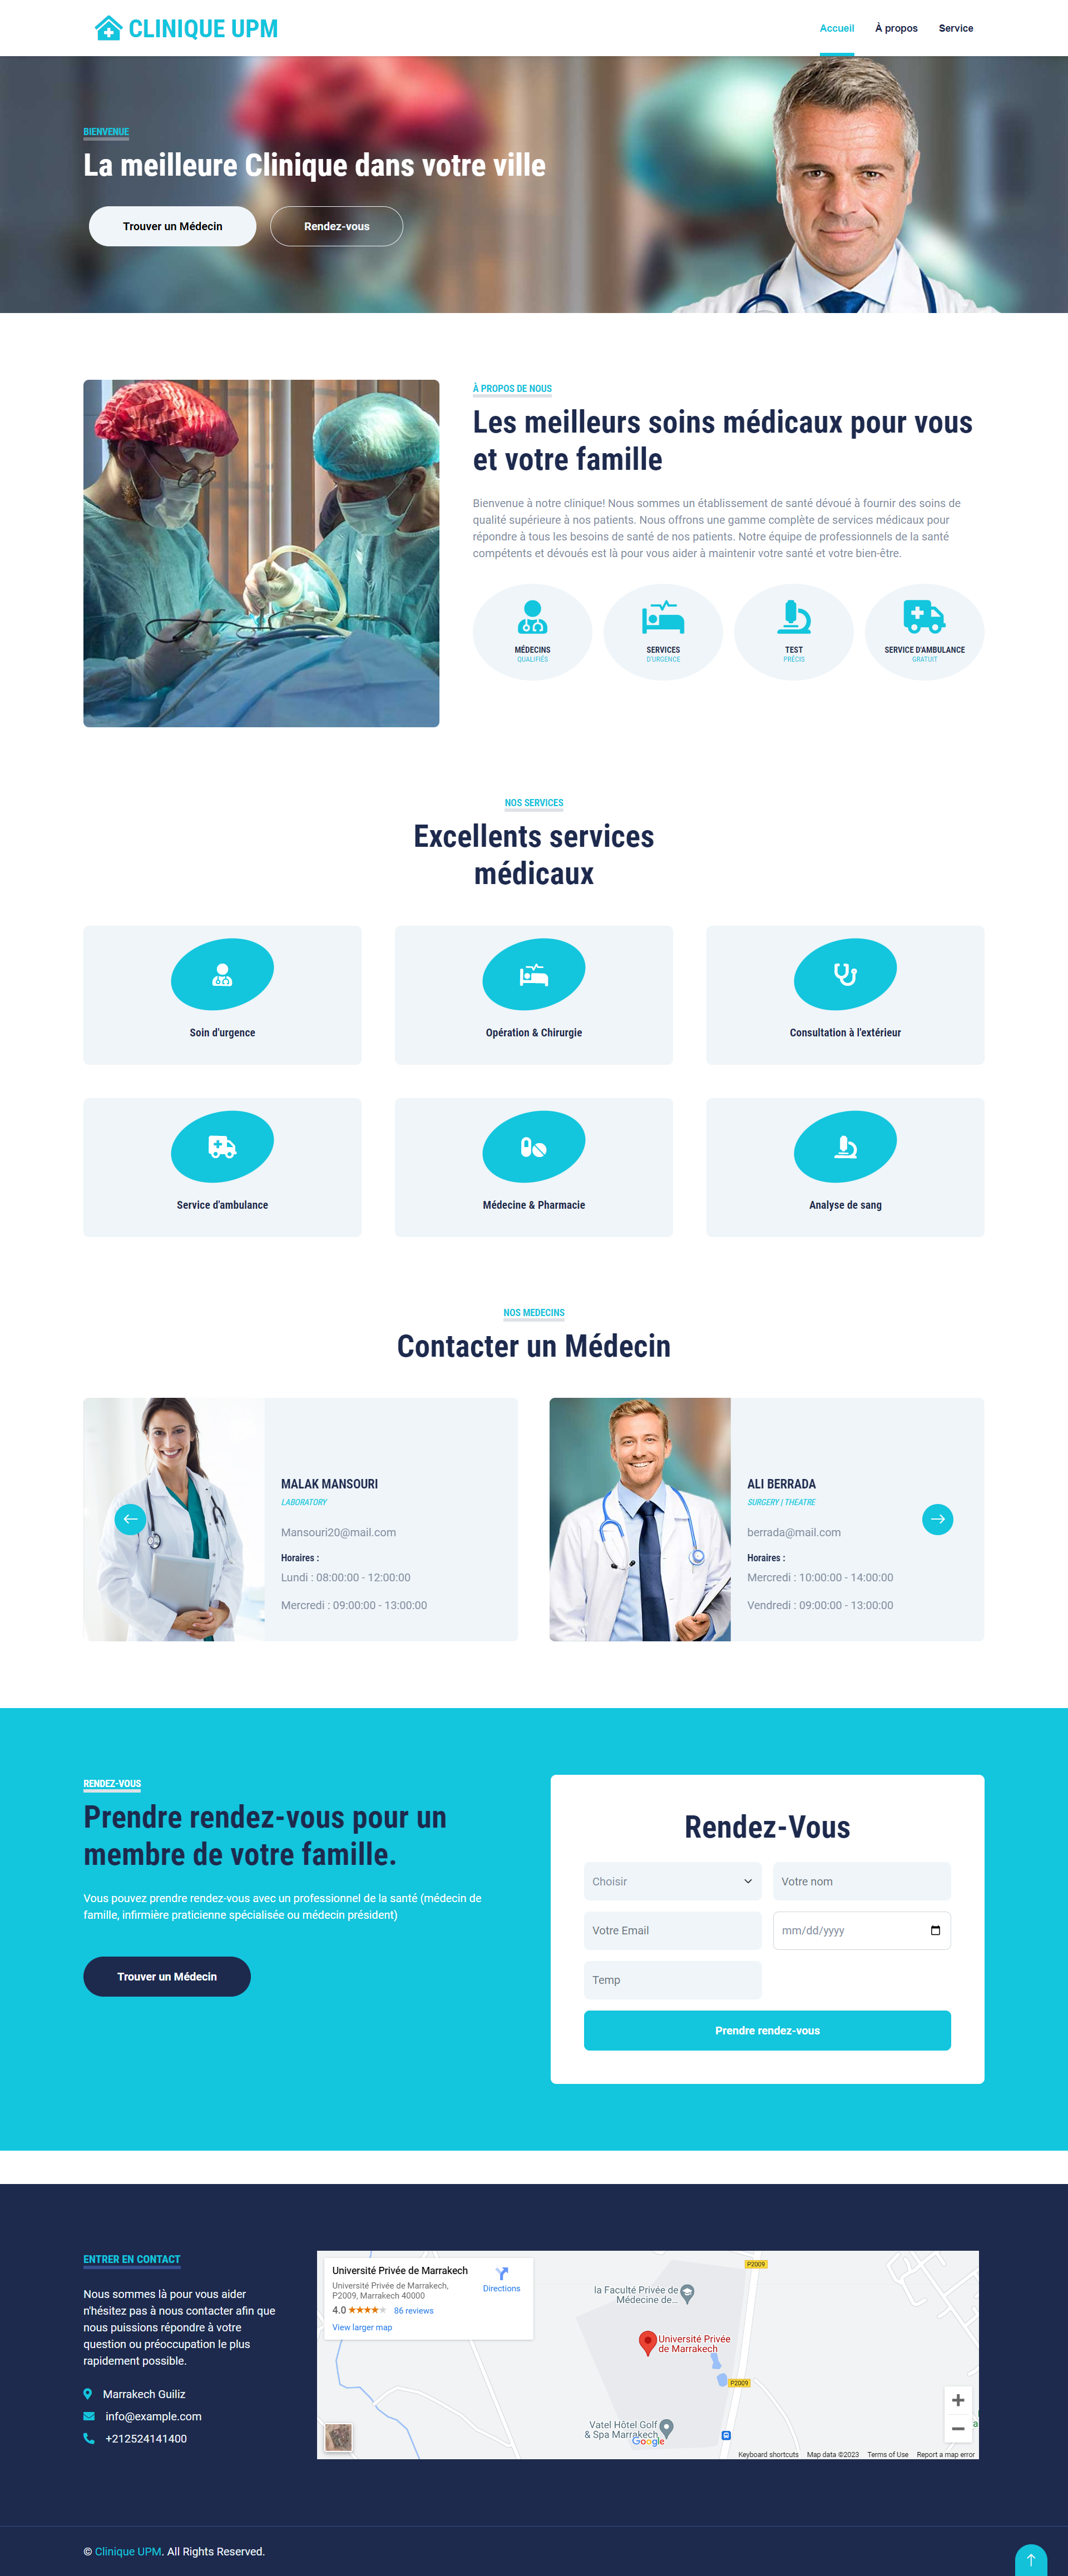 CLINIQUE UPM
Accueil
À propos
Service
BIENVENUE
La meilleure Clinique dans votre ville
Trouver un Médecin
Rendez-vous
À PROPOS DE NOUS
Les meilleurs soins médicaux pour vous
et votre famille
Bienvenue à notre clinique! Nous sommes un établissement de santé dévoué à fournir des soins de
qualité supérieure à nos patients. Nous offrons une gamme complète de services médicaux pour
répondre à tous les besoins de santé de nos patients. Notre équipe de professionnels de la santé
compétents et dévoués est là pour vous aider à maintenir votre santé et votre bien-être.
MÉDECINS
QUALIFIÉS
SERVICES
D'URGENCE
TEST
PRÉCIS
SERVICE D'AMBULANCE
GRATUIT
NOS SERVICES
Excellents services
médicaux
Soin d'urgence
Opération & Chirurgie
Consultation à l'extérieur
Service d'ambulance
Médecine & Pharmacie
Analyse de sang
NOS MEDECINS
Contacter un Médecin
MALAK MANSOURI
LABORATORY
Mansouri20@mail.com
Horaires :
Lundi : 08:00:00 - 12:00:00
Mercredi : 09:00:00 - 13:00:00
ALI BERRADA
SURGERY | THEATRE
berrada@mail.com
Horaires :
Mercredi : 10:00:00 - 14:00:00
Vendredi : 09:00:00 - 13:00:00
RENDEZ-VOUS
Prendre rendez-vous pour un
membre de votre famille.
Vous pouvez prendre rendez-vous avec un professionnel de la santé (médecin de
famille, infirmière praticienne spécialisée ou médecin président)
Trouver un Médecin
Rendez-Vous
Choisir
Votre nom
Votre Email
mm/dd/yyyy
Temp
Prendre rendez-vous
ENTRER EN CONTACT
Nous sommes là pour vous aider
n'hésitez pas à nous contacter afin que
nous puissions répondre à votre
question ou préoccupation le plus
rapidement possible.
Marrakech Guiliz
info@example.com
+212524141400
Université Privée de Marrakech
Université Privée de Marrakech,
P2009, Marrakech 40000
4.0
86 reviews
View larger map
Directions
P2009
la Faculté Privée de
Médecine de...
Université Privée
de Marrakech
P2009
Vatel Hôtel Golf
& Spa Marrakech
Google
Keyboard shortcuts
Map data ©2023
Terms of Use
Report a map error
© Clinique UPM. All Rights Reserved.